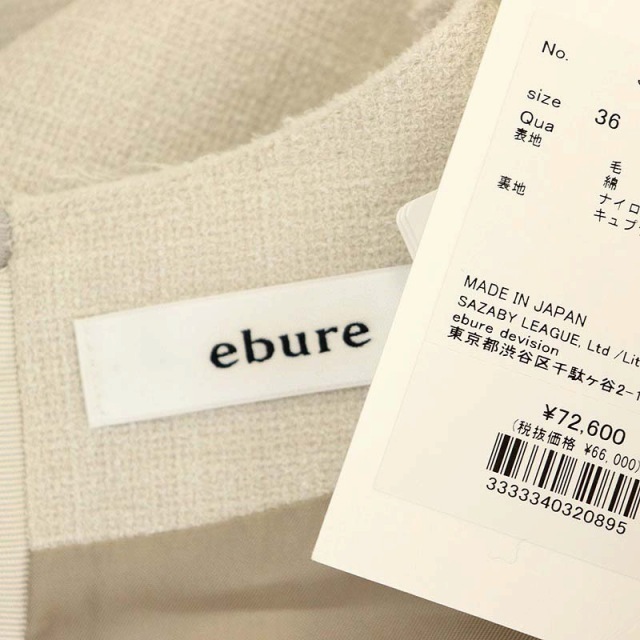 ebure
No.
size 36
Qua
表地 毛
綿
裏地 ナイロ
キュプ
MADE IN JAPAN
SAZABY LEAGUE, Ltd /Lit
ebure devision
東京都渋谷区千駄ヶ谷2-1
¥72,600
(税抜価格 ¥66,000)
3333340320895